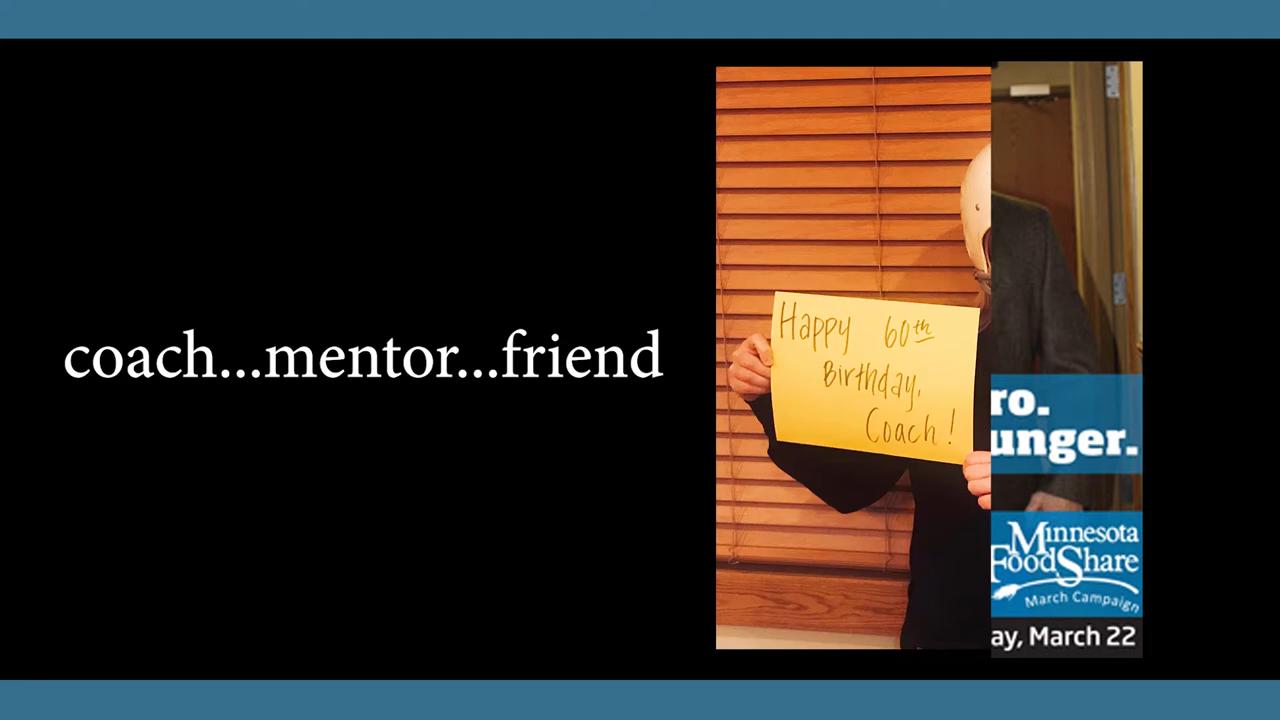 coach...mentor...friend
Happy 60th
Birthday,
Coach!
ro.
unger.
Minnesota
FoodShare
March Campaign
ay, March 22